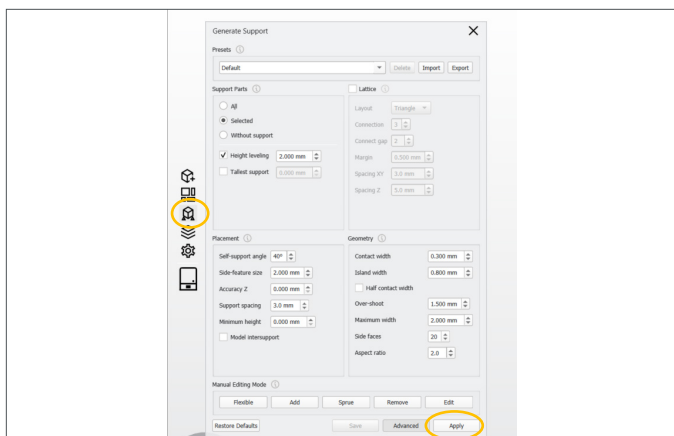 Generate Support
Presets
Default
Delete Import Export
Support Parts
All
Selected
Without support
Height leveling 2.000 mm
Tallest support 0.000 mm
Lattice
Layout Triangle
Connection 3
Connect gap 2
Margin 0.500 mm
Spacing XY 3.0 mm
Spacing Z 5.0 mm
Placement
Self-support angle 40°
Side-feature size 2.000 mm
Accuracy Z 0.000 mm
Support spacing 3.0 mm
Minimum height 0.000 mm
Model intersupport
Geometry
Contact width 0.300 mm
Island width 0.800 mm
Half contact width
Over-shoot 1.500 mm
Maximum width 2.000 mm
Side faces 20
Aspect ratio 2.0
Manual Editing Mode
Flexible Add Sprue Remove Edit
Restore Defaults Save Advanced Apply